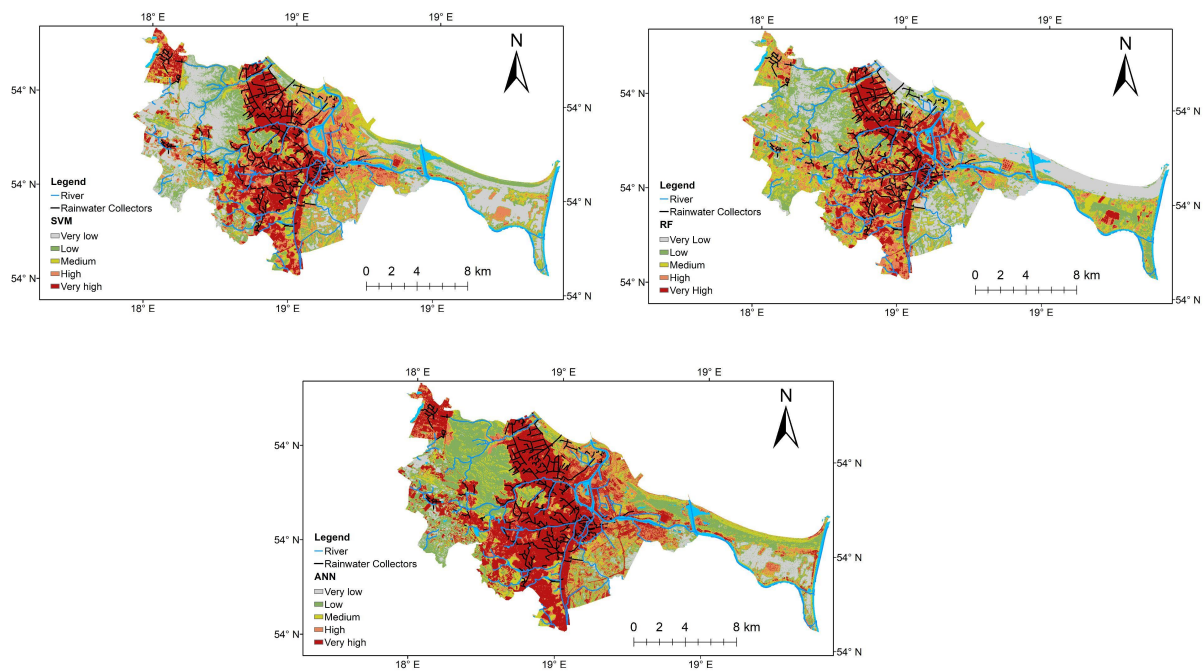 18° E
19° E
19° E
N
54° N
54° N
54° N
54° N
54° N
54° N
Legend
River
Rainwater Collectors
SVM
Very low
Low
Medium
High
Very high
0 2 4 8 km
18° E
19° E
19° E
18° E
19° E
19° E
N
54° N
54° N
54° N
54° N
54° N
54° N
Legend
River
Rainwater Collectors
RF
Very Low
Low
Medium
High
Very High
0 2 4 8 km
18° E
19° E
19° E
18° E
19° E
19° E
N
54° N
54° N
54° N
54° N
54° N
54° N
Legend
River
Rainwater Collectors
ANN
Very low
Low
Medium
High
Very high
0 2 4 8 km
18° E
19° E
19° E